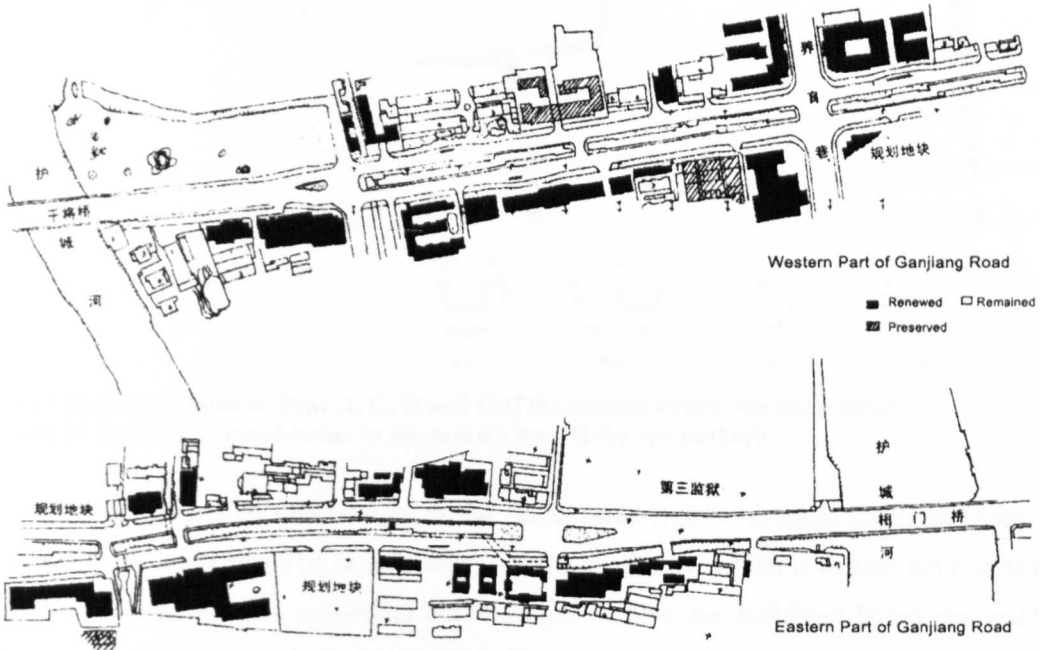 护
城
河
干将桥
养
育
巷
规划地块
Western Part of Ganjiang Road
Renewed
Remained
Preserved
规划地块
第三监狱
护
城
河
相门桥
规划地块
Eastern Part of Ganjiang Road